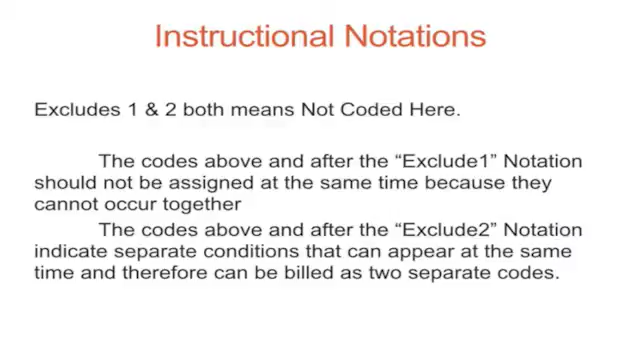 Instructional Notations
Excludes 1 & 2 both means Not Coded Here.
The codes above and after the “Exclude1” Notation
should not be assigned at the same time because they
cannot occur together
The codes above and after the “Exclude2” Notation
indicate separate conditions that can appear at the same
time and therefore can be billed as two separate codes.